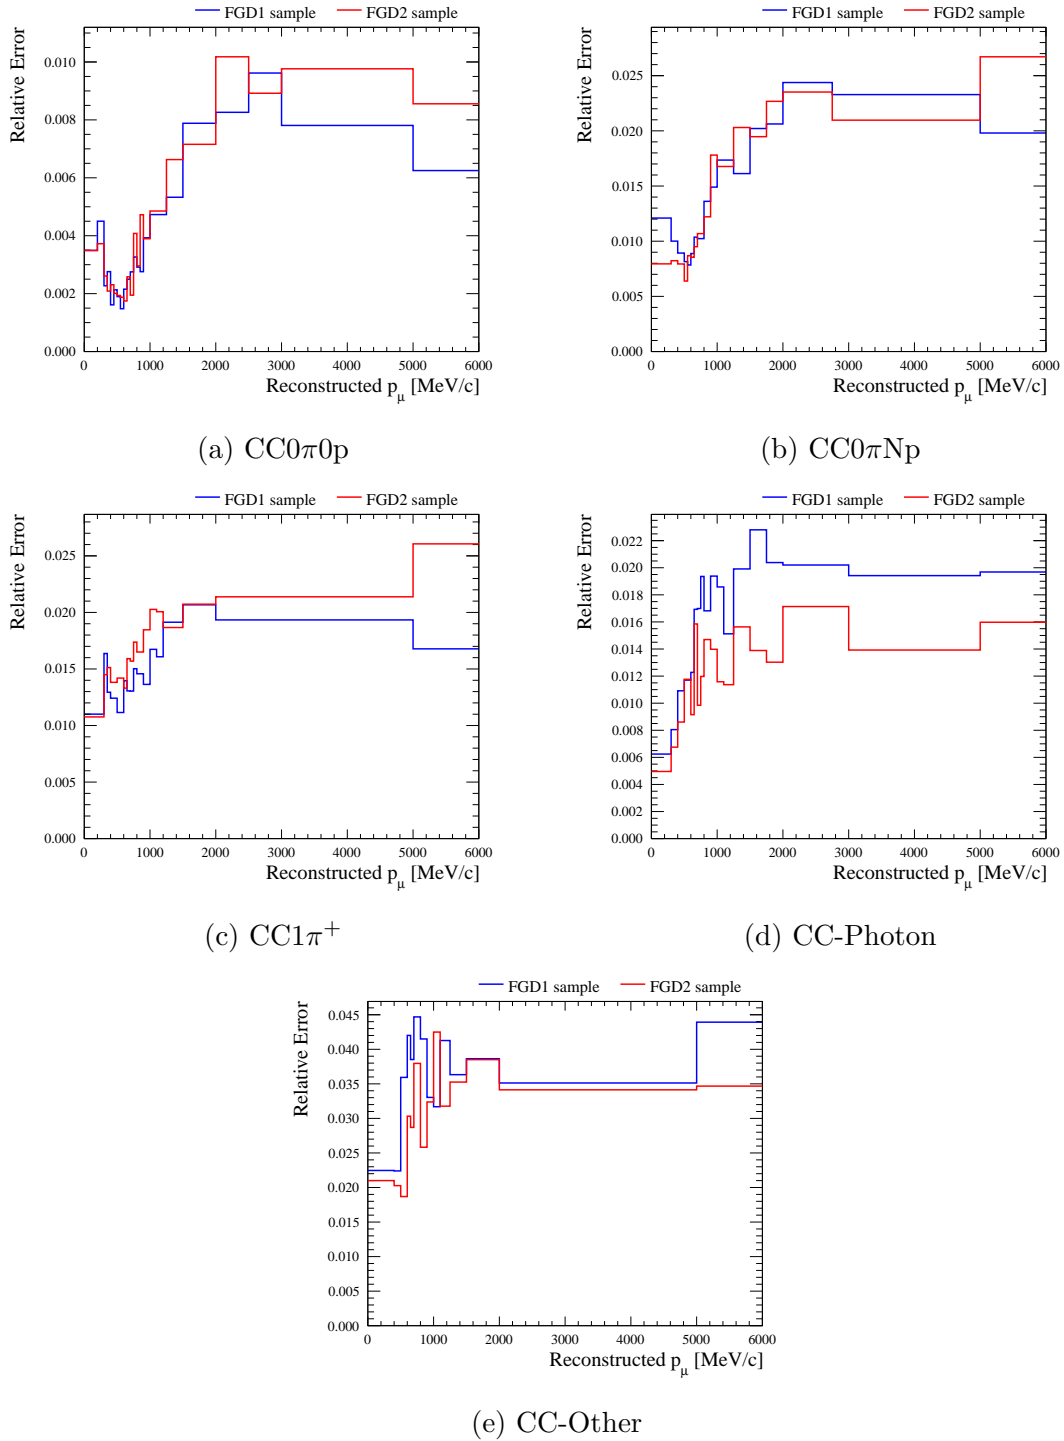 FGD1 sample FGD2 sample
Relative Error
0.010
0.008
0.006
0.004
0.002
0.000
0 1000 2000 3000 4000 5000 6000
Reconstructed pμ [MeV/c]
(a) CC0π0p
FGD1 sample FGD2 sample
Relative Error
0.025
0.020
0.015
0.010
0.005
0.000
0 1000 2000 3000 4000 5000 6000
Reconstructed pμ [MeV/c]
(b) CC0πNp
FGD1 sample FGD2 sample
Relative Error
0.025
0.020
0.015
0.010
0.005
0.000
0 1000 2000 3000 4000 5000 6000
Reconstructed pμ [MeV/c]
(c) CC1π⁺
FGD1 sample FGD2 sample
Relative Error
0.022
0.020
0.018
0.016
0.014
0.012
0.010
0.008
0.006
0.004
0.002
0.000
0 1000 2000 3000 4000 5000 6000
Reconstructed pμ [MeV/c]
(d) CC-Photon
FGD1 sample FGD2 sample
Relative Error
0.045
0.040
0.035
0.030
0.025
0.020
0.015
0.010
0.005
0.000
0 1000 2000 3000 4000 5000 6000
Reconstructed pμ [MeV/c]
(e) CC-Other